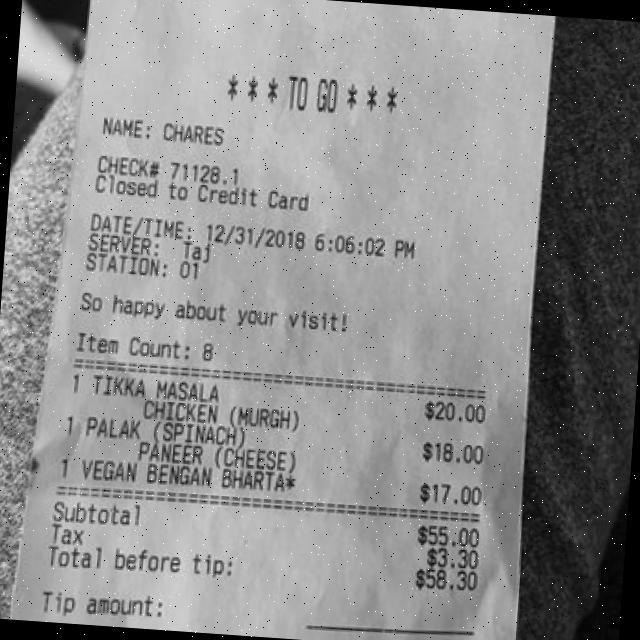 * * * TO GO * * *
NAME: CHARES
CHECK# 71128.1
Closed to Credit Card
DATE/TIME: 12/31/2018 6:06:02 PM
SERVER: Taj
STATION: 01
So happy about your visit!
Item Count: 8
1 TIKKA MASALA
CHICKEN (MURGH) $20.00
1 PALAK (SPINACH)
PANEER (CHEESE) $18.00
1 VEGAN BENGAN BHARTA* $17.00
Subtotal $55.00
Tax $3.30
Total before tip: $58.30
Tip amount: